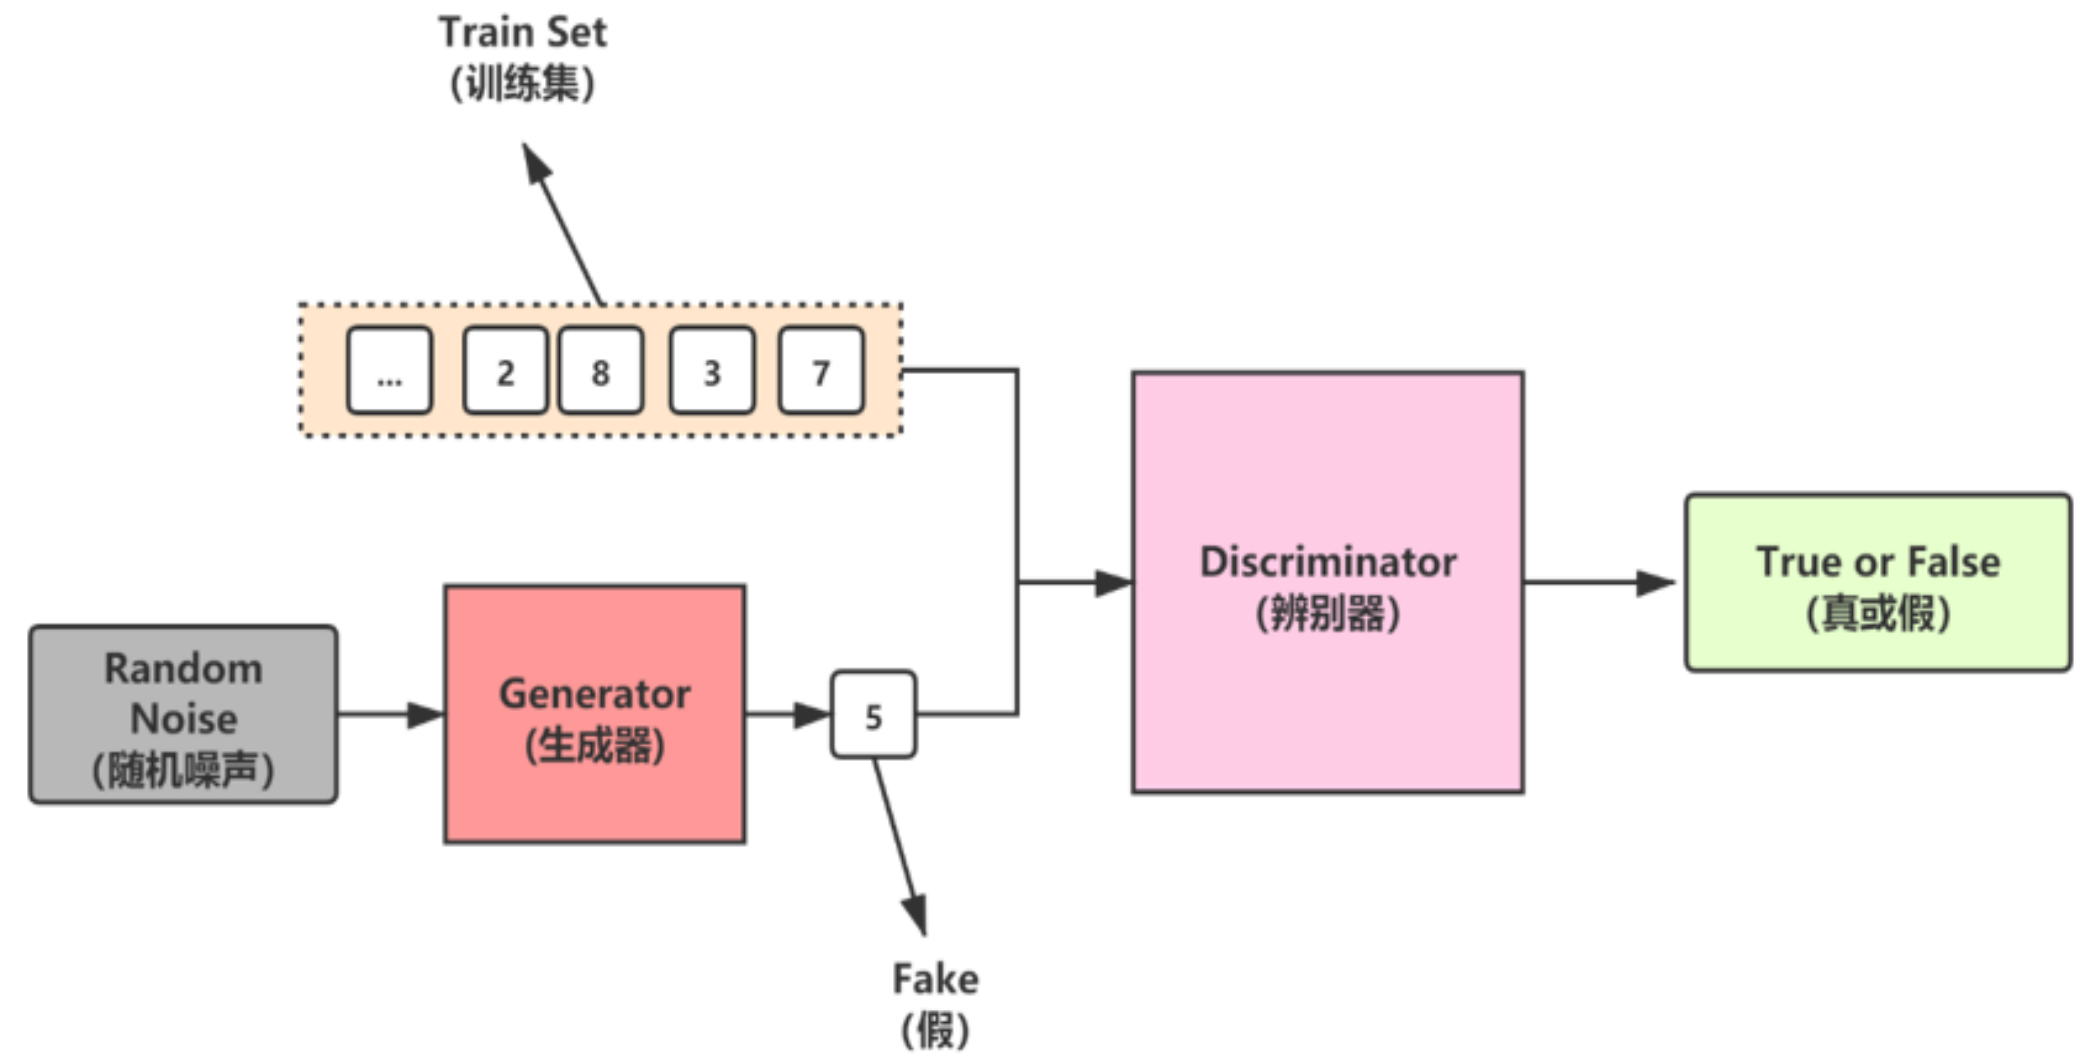 Train Set
(训练集)
...
2
8
3
7
Random
Noise
(随机噪声)
Generator
(生成器)
5
Discriminator
(辨别器)
True or False
(真或假)
Fake
(假)